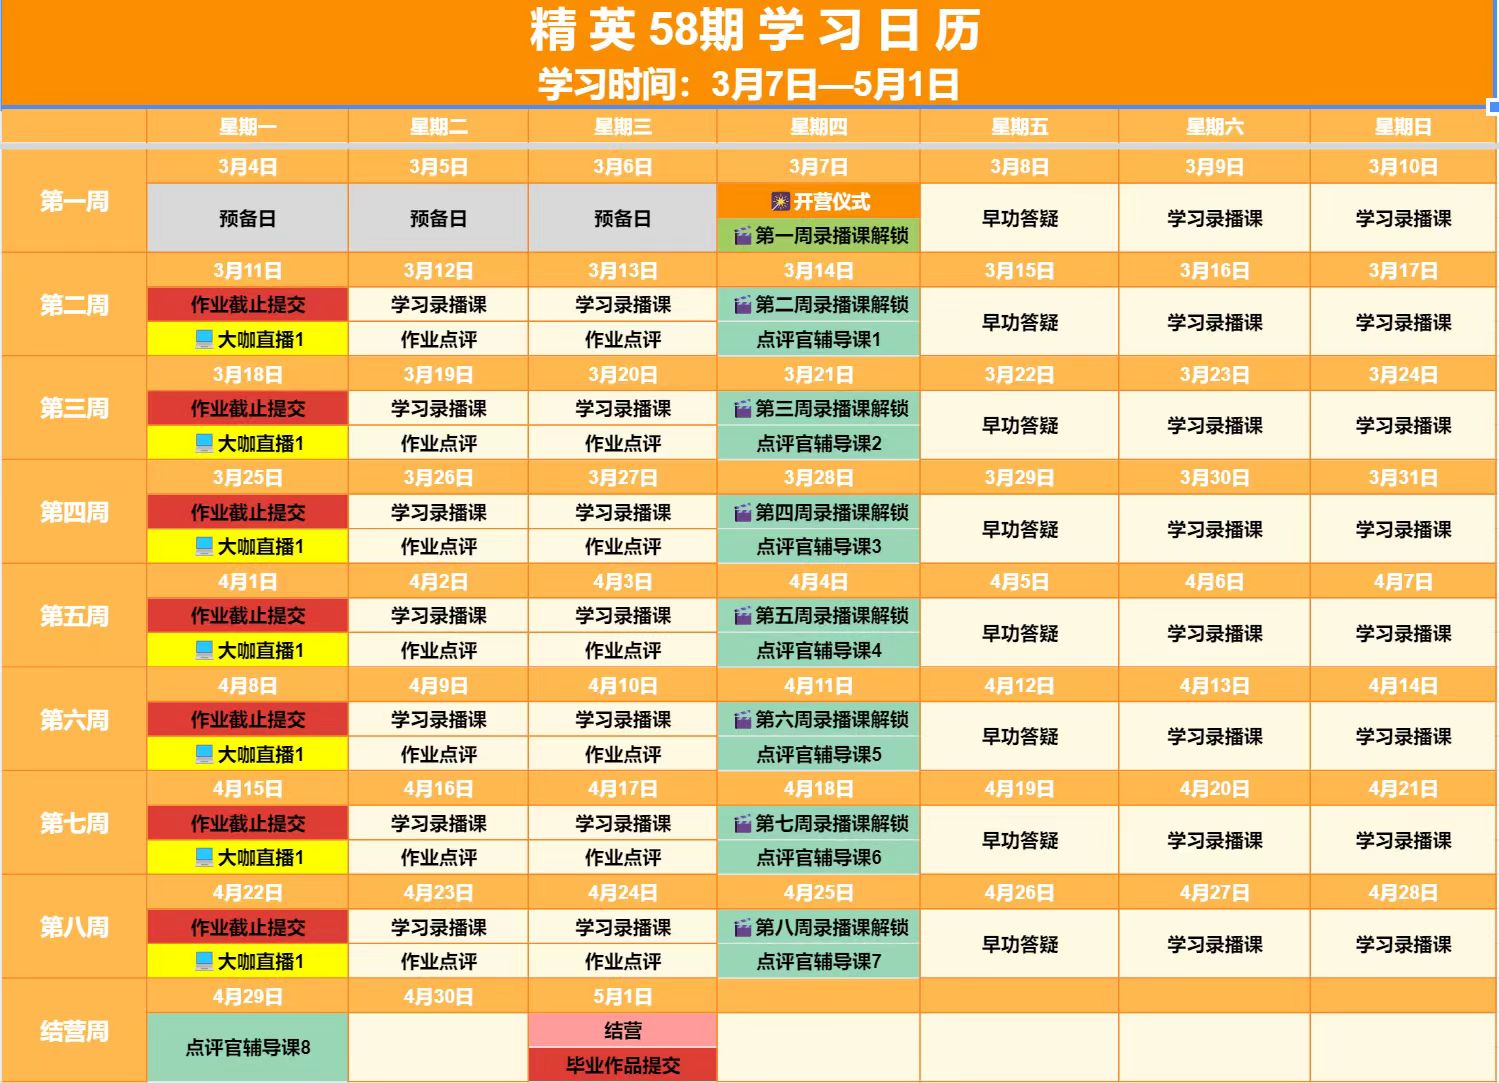 精 英 58期 学 习 日 历
学习时间：3月7日—5月1日
星期一 星期二 星期三 星期四 星期五 星期六 星期日
第一周
3月4日 3月5日 3月6日 3月7日 3月8日 3月9日 3月10日
预备日 预备日 预备日 开营仪式 早功答疑 学习录播课 学习录播课
第一周录播课解锁
第二周
3月11日 3月12日 3月13日 3月14日 3月15日 3月16日 3月17日
作业截止提交 学习录播课 学习录播课 第二周录播课解锁 早功答疑 学习录播课 学习录播课
大咖直播1 作业点评 作业点评 点评官辅导课1
第三周
3月18日 3月19日 3月20日 3月21日 3月22日 3月23日 3月24日
作业截止提交 学习录播课 学习录播课 第三周录播课解锁 早功答疑 学习录播课 学习录播课
大咖直播1 作业点评 作业点评 点评官辅导课2
第四周
3月25日 3月26日 3月27日 3月28日 3月29日 3月30日 3月31日
作业截止提交 学习录播课 学习录播课 第四周录播课解锁 早功答疑 学习录播课 学习录播课
大咖直播1 作业点评 作业点评 点评官辅导课3
第五周
4月1日 4月2日 4月3日 4月4日 4月5日 4月6日 4月7日
作业截止提交 学习录播课 学习录播课 第五周录播课解锁 早功答疑 学习录播课 学习录播课
大咖直播1 作业点评 作业点评 点评官辅导课4
第六周
4月8日 4月9日 4月10日 4月11日 4月12日 4月13日 4月14日
作业截止提交 学习录播课 学习录播课 第六周录播课解锁 早功答疑 学习录播课 学习录播课
大咖直播1 作业点评 作业点评 点评官辅导课5
第七周
4月15日 4月16日 4月17日 4月18日 4月19日 4月20日 4月21日
作业截止提交 学习录播课 学习录播课 第七周录播课解锁 早功答疑 学习录播课 学习录播课
大咖直播1 作业点评 作业点评 点评官辅导课6
第八周
4月22日 4月23日 4月24日 4月25日 4月26日 4月27日 4月28日
作业截止提交 学习录播课 学习录播课 第八周录播课解锁 早功答疑 学习录播课 学习录播课
大咖直播1 作业点评 作业点评 点评官辅导课7
结营周
4月29日 4月30日 5月1日
点评官辅导课8 结营
毕业作品提交